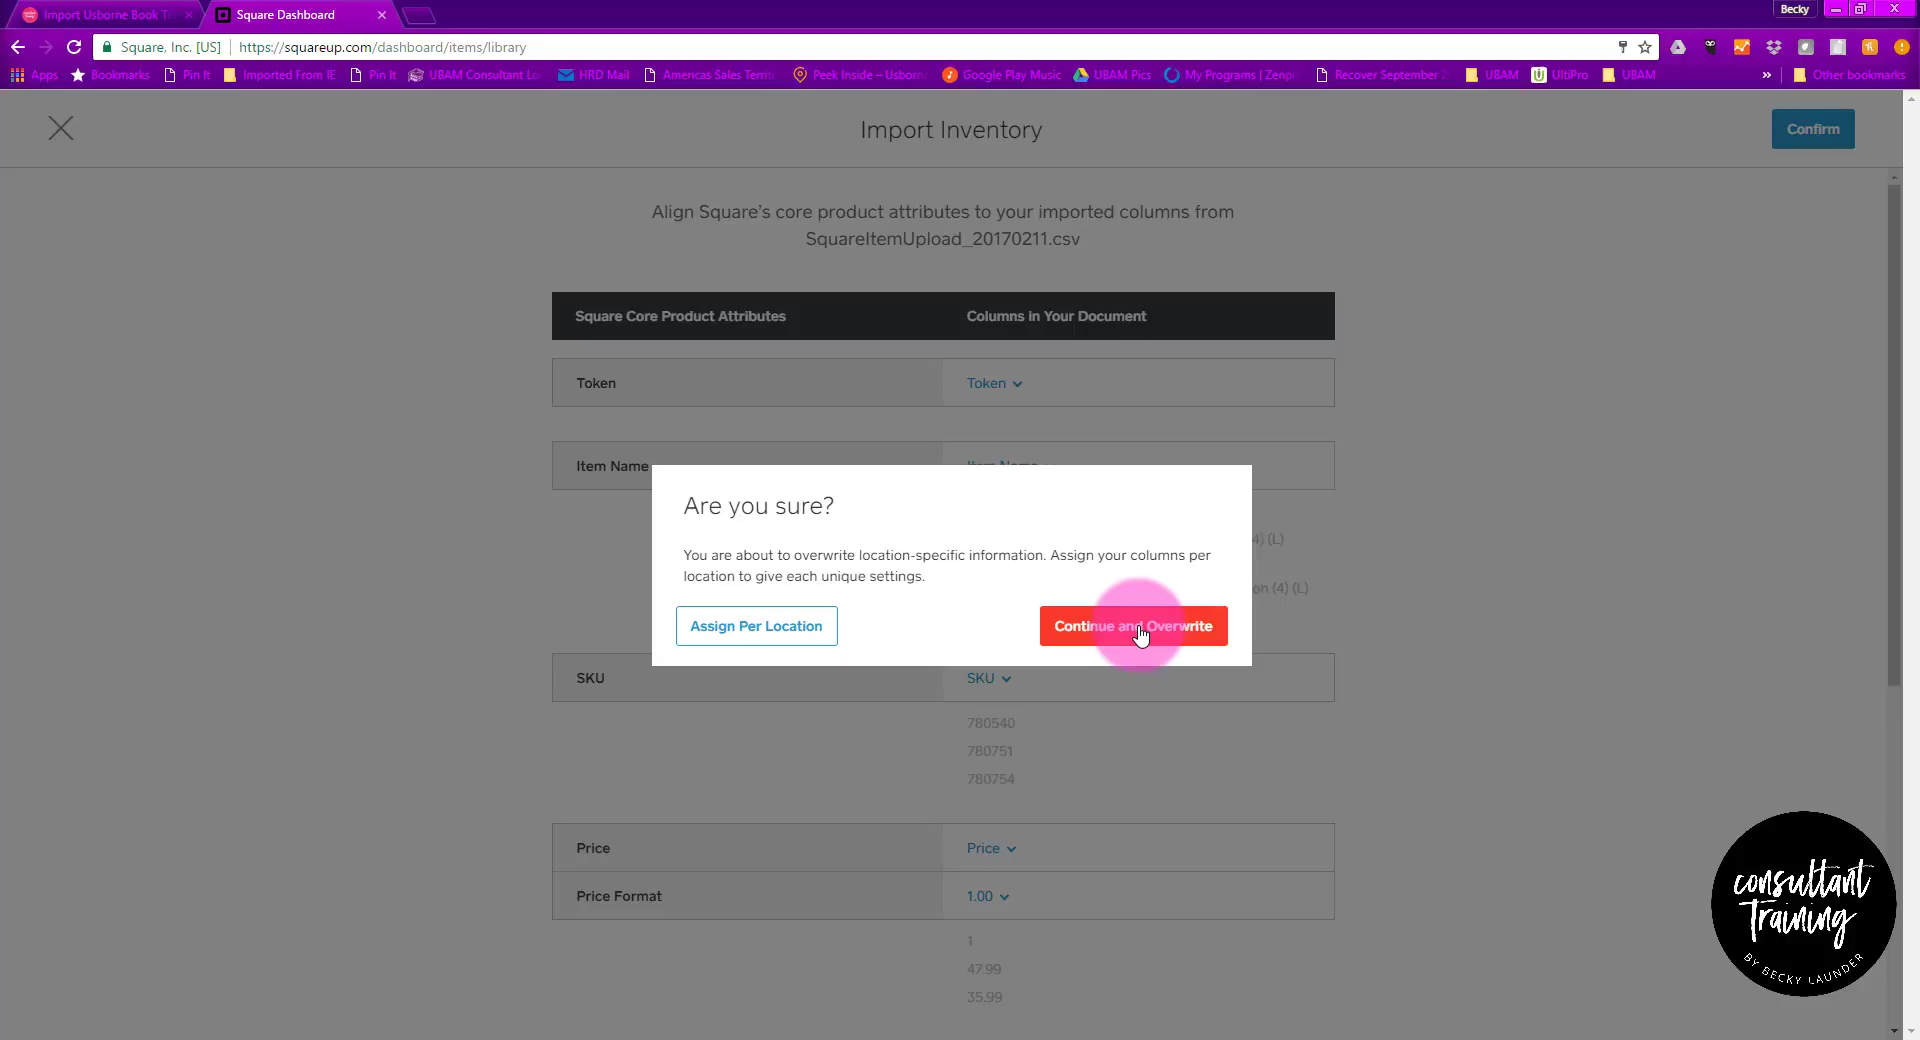 Import Usborne Book T
Square Dashboard
Becky
Square, Inc. [US]
https://squareup.com/dashboard/items/library
Apps
Bookmarks
Pin It
Imported From IE
Pin It
UBAM Consultant Lo
HRD Mail
Americas Sales Territo
Peek Inside – Usborn
Google Play Music
UBAM Pics
My Programs | Zenp
Recover September 2
UBAM
UltiPro
UBAM
»
Other bookmarks
Import Inventory
Confirm
Align Square's core product attributes to your imported columns from
SquareItemUpload_20170211.csv
Square Core Product Attributes
Columns in Your Document
Token
Token
Item Name
Item Name
4) (L)
on (4) (L)
Are you sure?
You are about to overwrite location-specific information. Assign your columns per
location to give each unique settings.
Assign Per Location
Continue and Overwrite
SKU
SKU
780540
780751
780754
Price
Price
Price Format
1.00
1
47.99
35.99
consultant
Training
BY BECKY LAUNDER